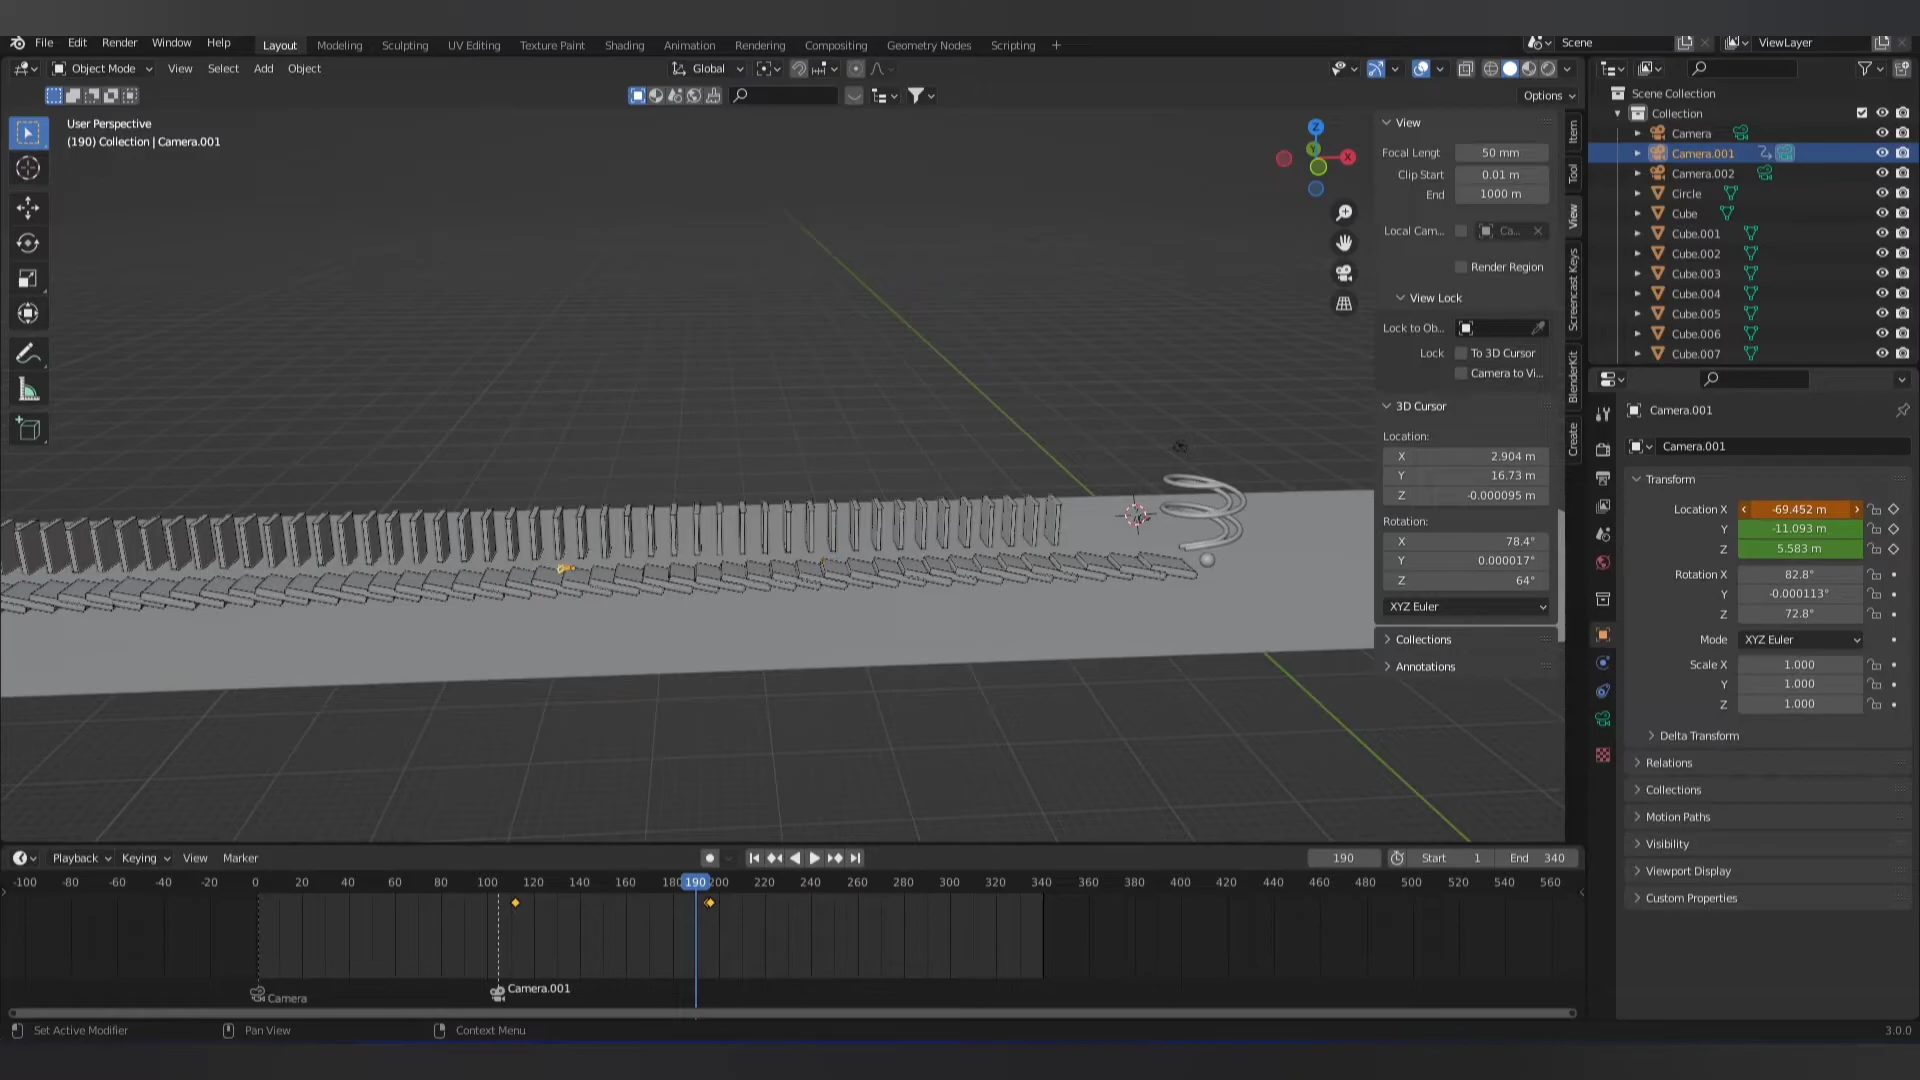 File Edit Render Window Help Layout Modeling Sculpting UV Editing Texture Paint Shading Animation Rendering Compositing Geometry Nodes Scripting + Scene ViewLayer
Object Mode View Select Add Object Global
Options
User Perspective
(190) Collection | Camera.001
Z
Y
X
View
Focal Lengt 50 mm
Clip Start 0.01 m
End 1000 m
Local Cam... Ca...
Render Region
View Lock
Lock to Ob...
Lock To 3D Cursor
Camera to Vi...
3D Cursor
Location:
X 2.904 m
Y 16.73 m
Z -0.000095 m
Rotation:
X 78.4°
Y 0.000017°
Z 64°
XYZ Euler
Collections
Annotations
Item
Tool
View
Screencast Keys
BlenderKit
Create
Scene Collection
Collection
Camera
Camera.001
Camera.002
Circle
Cube
Cube.001
Cube.002
Cube.003
Cube.004
Cube.005
Cube.006
Cube.007
Camera.001
Camera.001
Transform
Location X -69.452 m
Y -11.093 m
Z 5.583 m
Rotation X 82.8°
Y -0.000113°
Z 72.8°
Mode XYZ Euler
Scale X 1.000
Y 1.000
Z 1.000
Delta Transform
Relations
Collections
Motion Paths
Visibility
Viewport Display
Custom Properties
Playback Keying View Marker 190 Start 1 End 340
-100 -80 -60 -40 -20 0 20 40 60 80 100 120 140 160 180 190 200 220 240 260 280 300 320 340 360 380 400 420 440 460 480 500 520 540 560
Camera
Camera.001
Set Active Modifier Pan View Context Menu 3.0.0